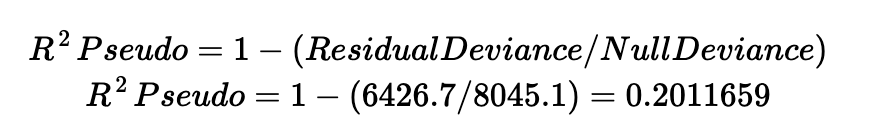 R² Pseudo = 1 − (ResidualDeviance/NullDeviance)
R² Pseudo = 1 − (6426.7/8045.1) = 0.2011659